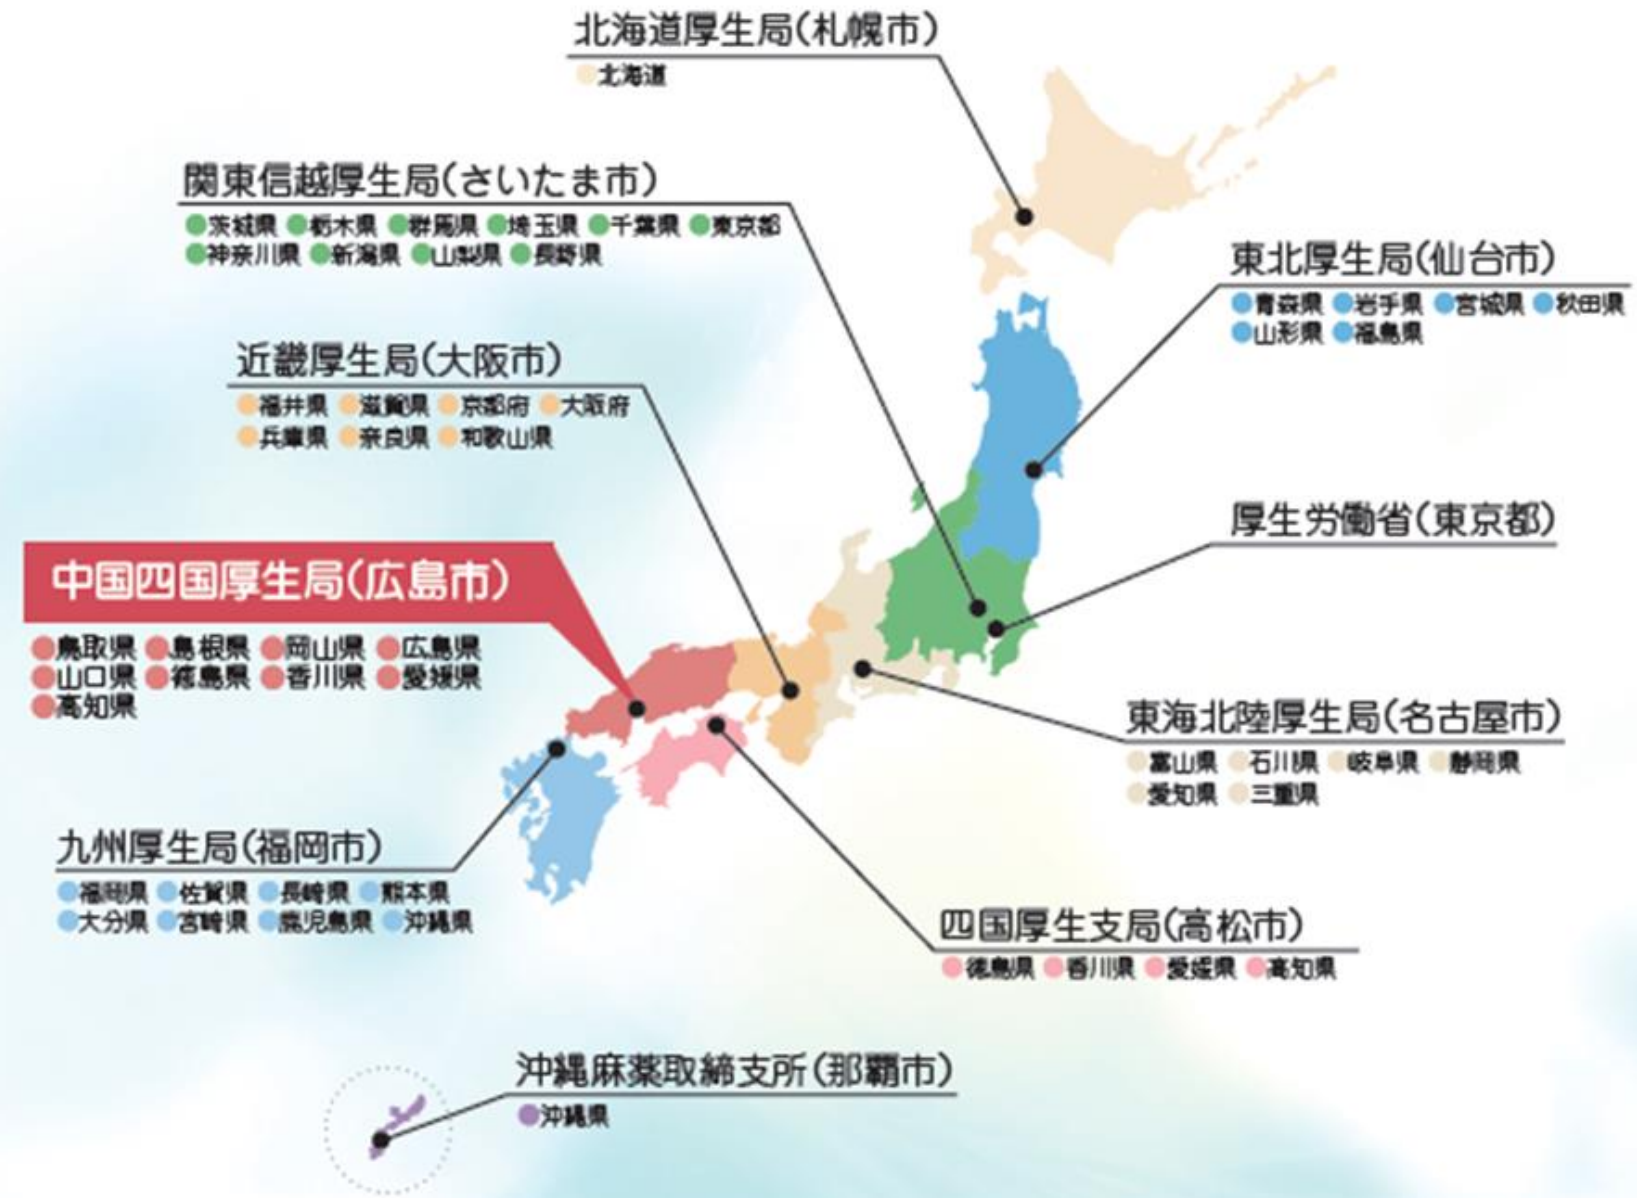 北海道厚生局(札幌市)
北海道
関東信越厚生局(さいたま市)
茨城県 栃木県 群馬県 埼玉県 千葉県 東京都
神奈川県 新潟県 山梨県 長野県
東北厚生局(仙台市)
青森県 岩手県 宮城県 秋田県
山形県 福島県
近畿厚生局(大阪市)
福井県 滋賀県 京都府 大阪府
兵庫県 奈良県 和歌山県
厚生労働省(東京都)
中国四国厚生局(広島市)
鳥取県 島根県 岡山県 広島県
山口県 徳島県 香川県 愛媛県
高知県
東海北陸厚生局(名古屋市)
富山県 石川県 岐阜県 静岡県
愛知県 三重県
九州厚生局(福岡市)
福岡県 佐賀県 長崎県 熊本県
大分県 宮崎県 鹿児島県 沖縄県
四国厚生支局(高松市)
徳島県 香川県 愛媛県 高知県
沖縄麻薬取締支所(那覇市)
沖縄県